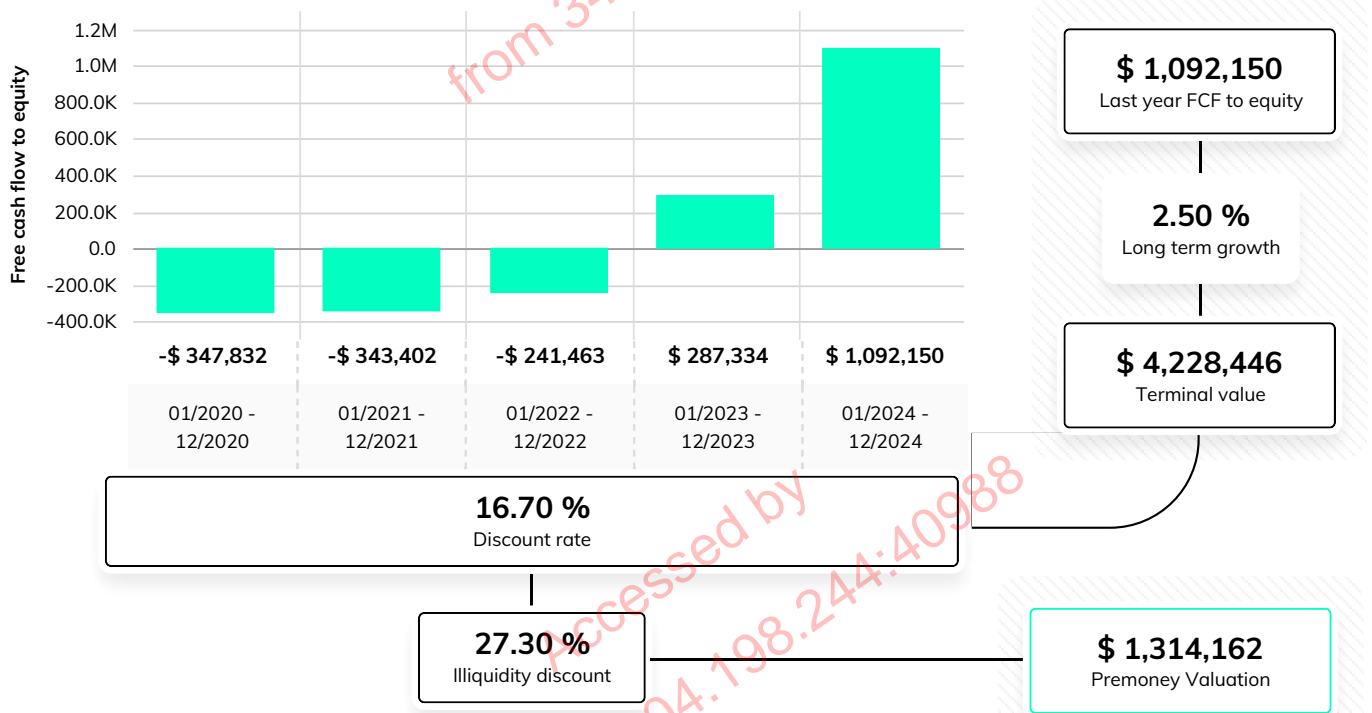 Free cash flow to equity
1.2M
1.0M
800.0K
600.0K
400.0K
200.0K
0.0
-200.0K
-400.0K
-$ 347,832
-$ 343,402
-$ 241,463
$ 287,334
$ 1,092,150
01/2020 -
12/2020
01/2021 -
12/2021
01/2022 -
12/2022
01/2023 -
12/2023
01/2024 -
12/2024
$ 1,092,150
Last year FCF to equity
2.50 %
Long term growth
$ 4,228,446
Terminal value
16.70 %
Discount rate
27.30 %
Illiquidity discount
$ 1,314,162
Premoney Valuation
from 34
Accessed by
04.198.244:40988